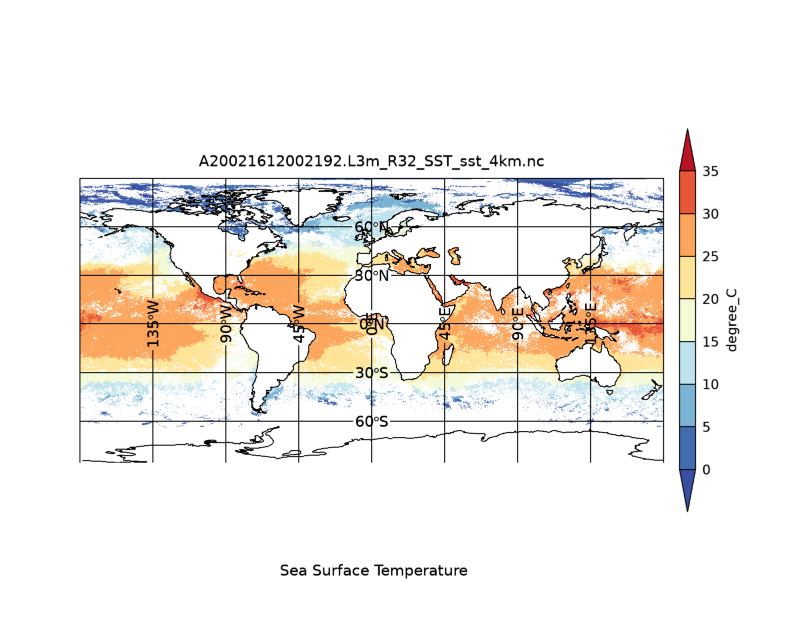 A20021612002192.L3m_R32_SST_sst_4km.nc
35
30
25
20
15
10
5
0
degree_C
60°N
30°N
0°N
30°S
60°S
135°W
90°W
45°W
0°E
45°E
90°E
135°E
Sea Surface Temperature